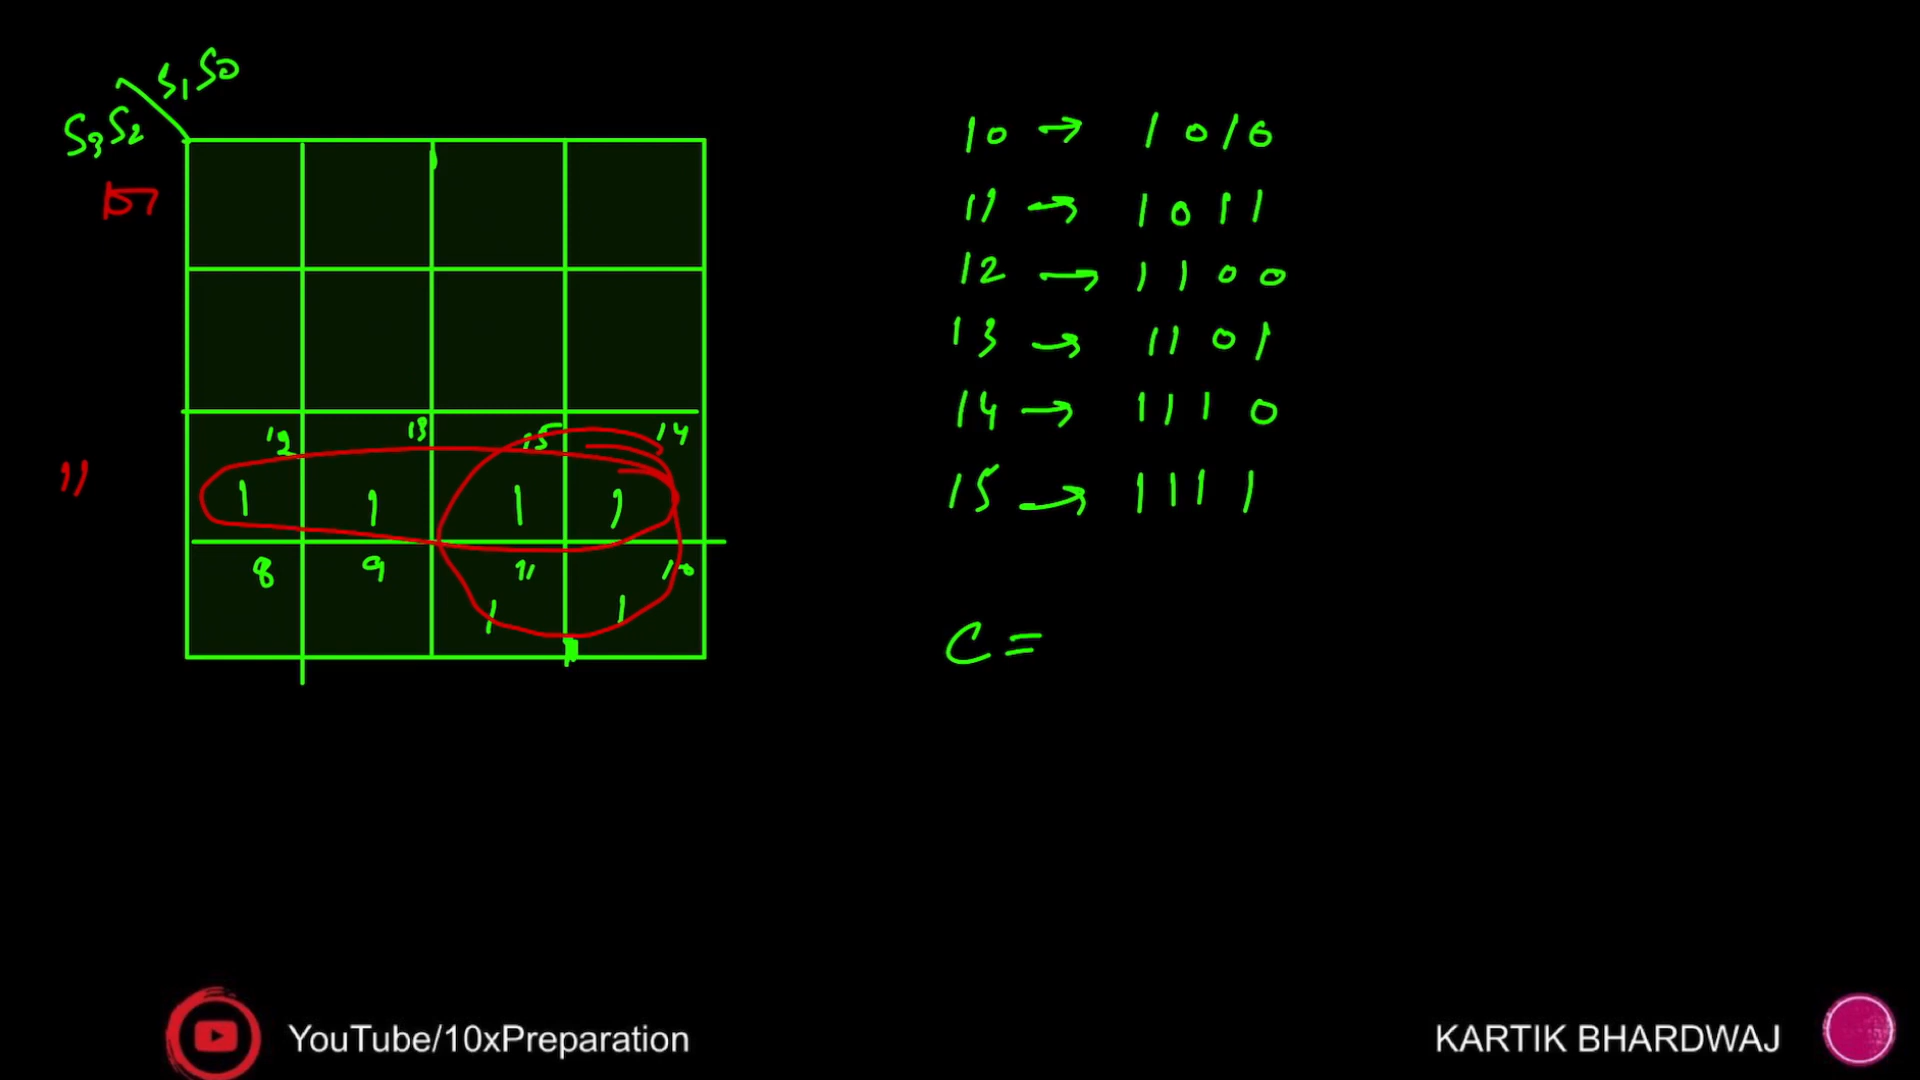 S1S0
S3S2
10 → 1010
11 → 1011
12 → 1100
13 → 1101
14 → 1110
15 → 1111
12 13 15 14
11 1 1 1 1
8 9 11 10
1 1
C =
YouTube/10xPreparation
KARTIK BHARDWAJ